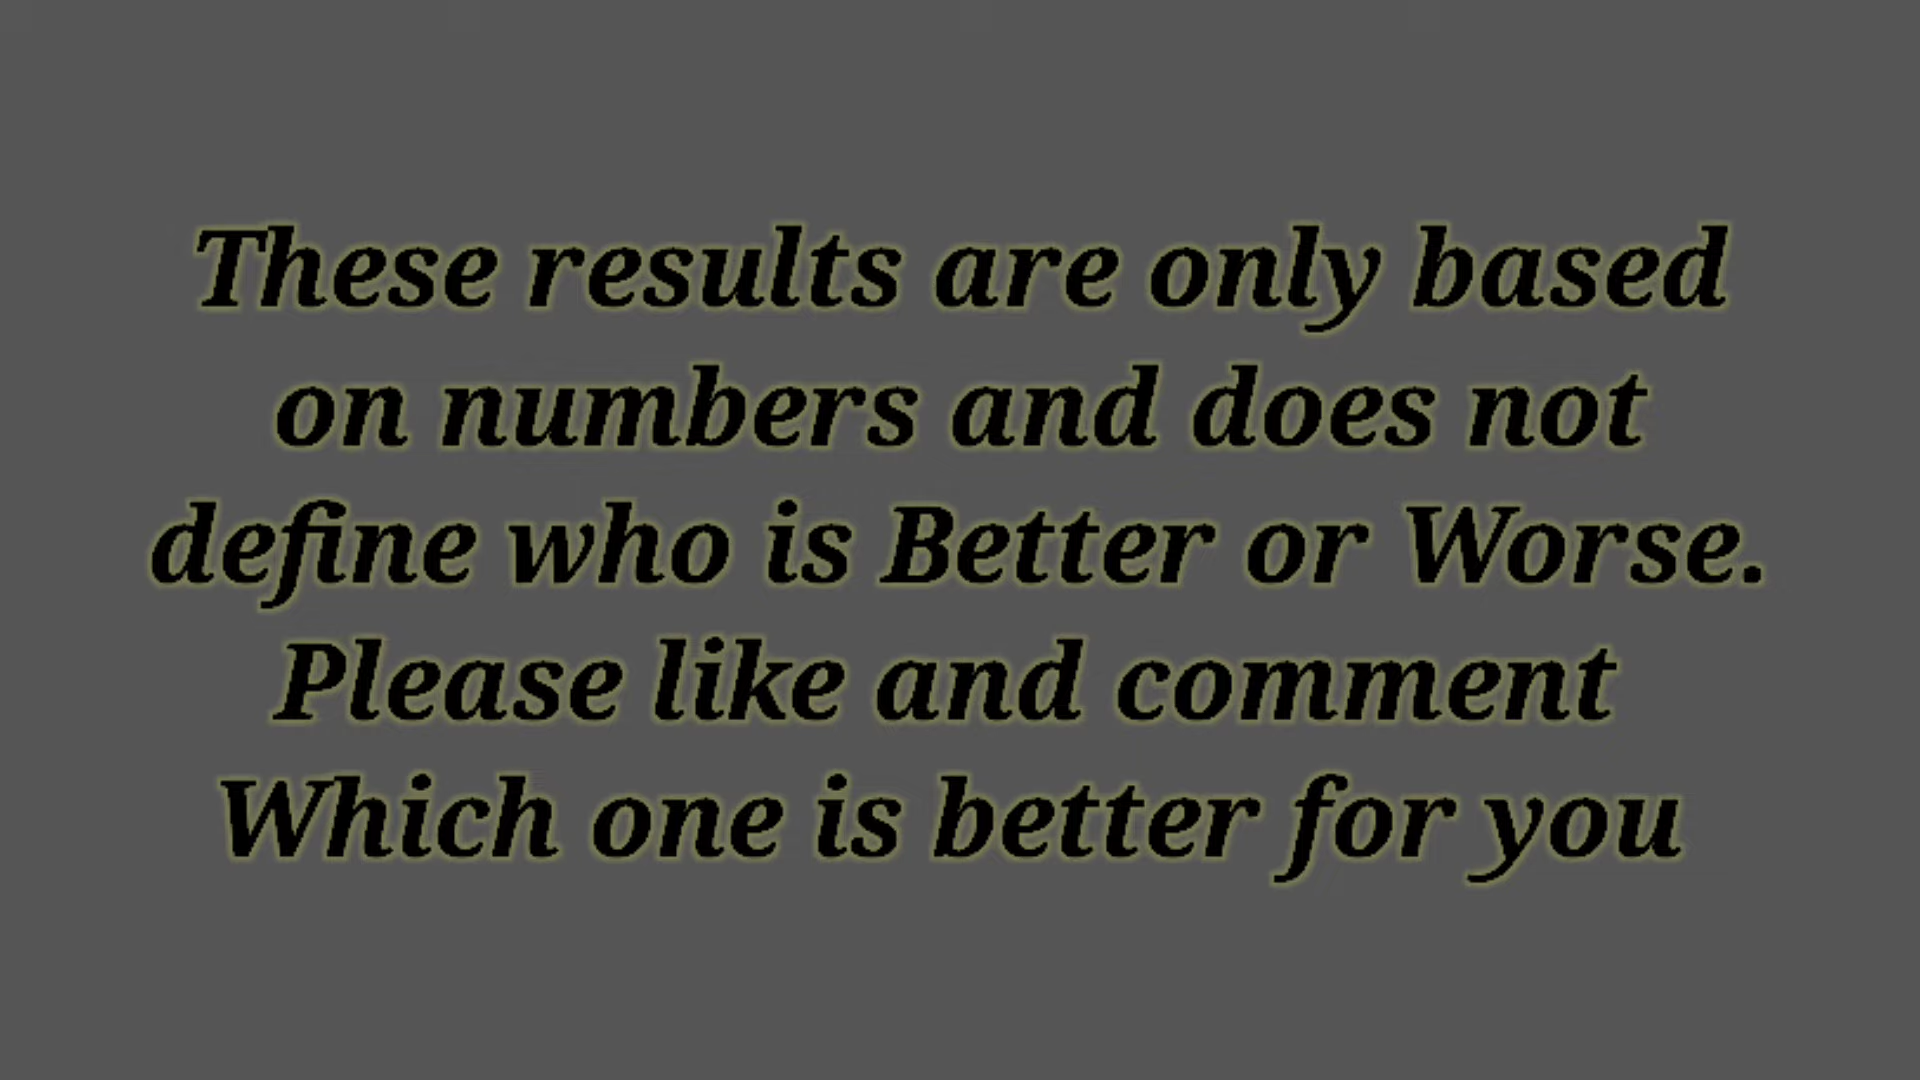 These results are only based
on numbers and does not
define who is Better or Worse.
Please like and comment
Which one is better for you